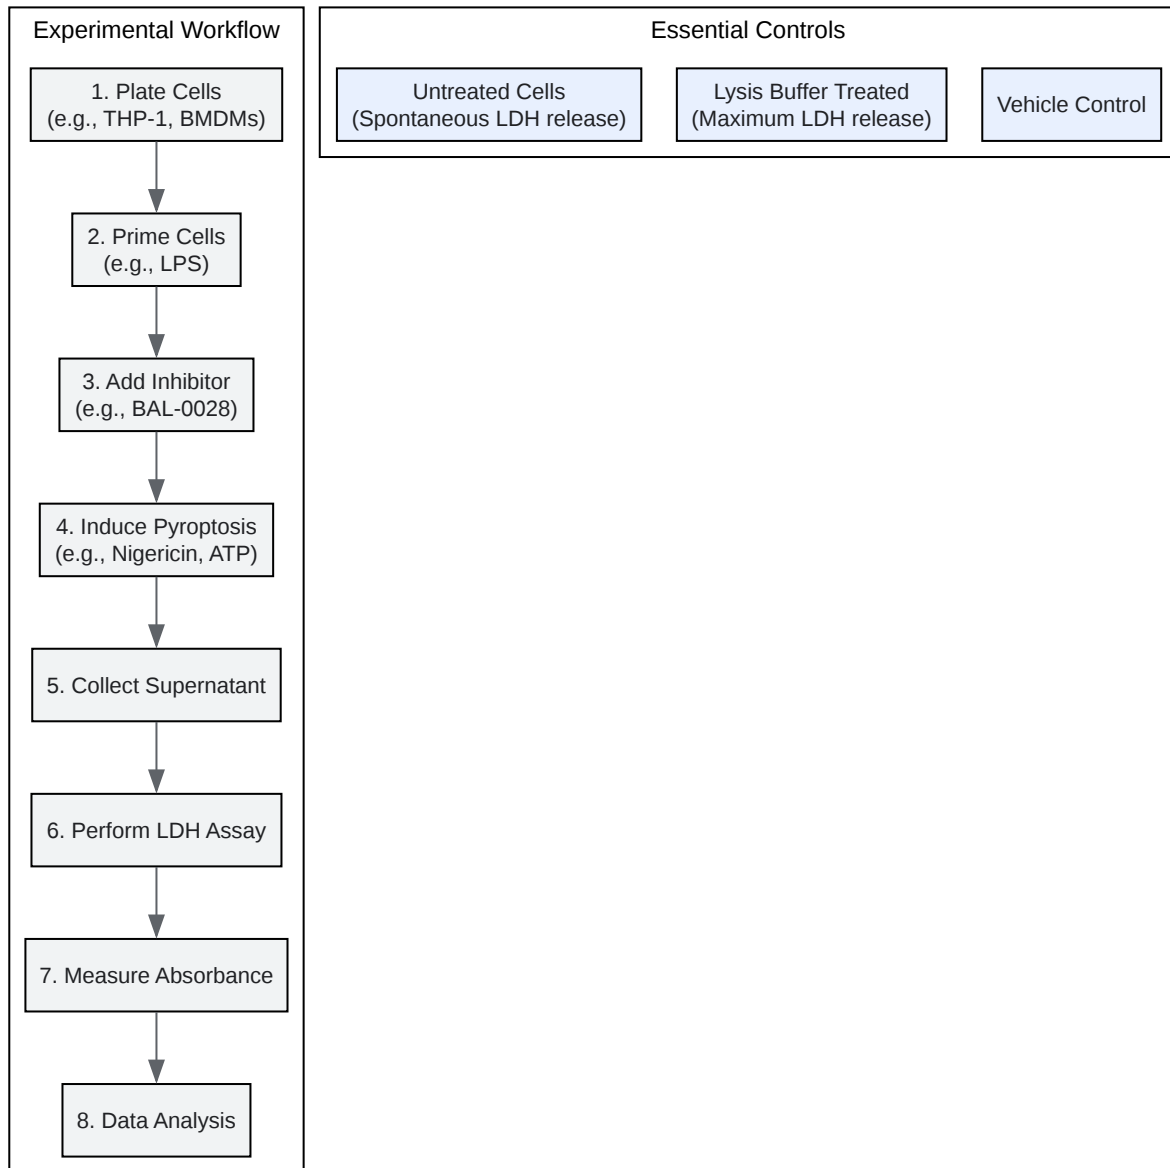 Experimental Workflow
1. Plate Cells
(e.g., THP-1, BMDMs)
2. Prime Cells
(e.g., LPS)
3. Add Inhibitor
(e.g., BAL-0028)
4. Induce Pyroptosis
(e.g., Nigericin, ATP)
5. Collect Supernatant
6. Perform LDH Assay
7. Measure Absorbance
8. Data Analysis
Essential Controls
Untreated Cells
(Spontaneous LDH release)
Lysis Buffer Treated
(Maximum LDH release)
Vehicle Control